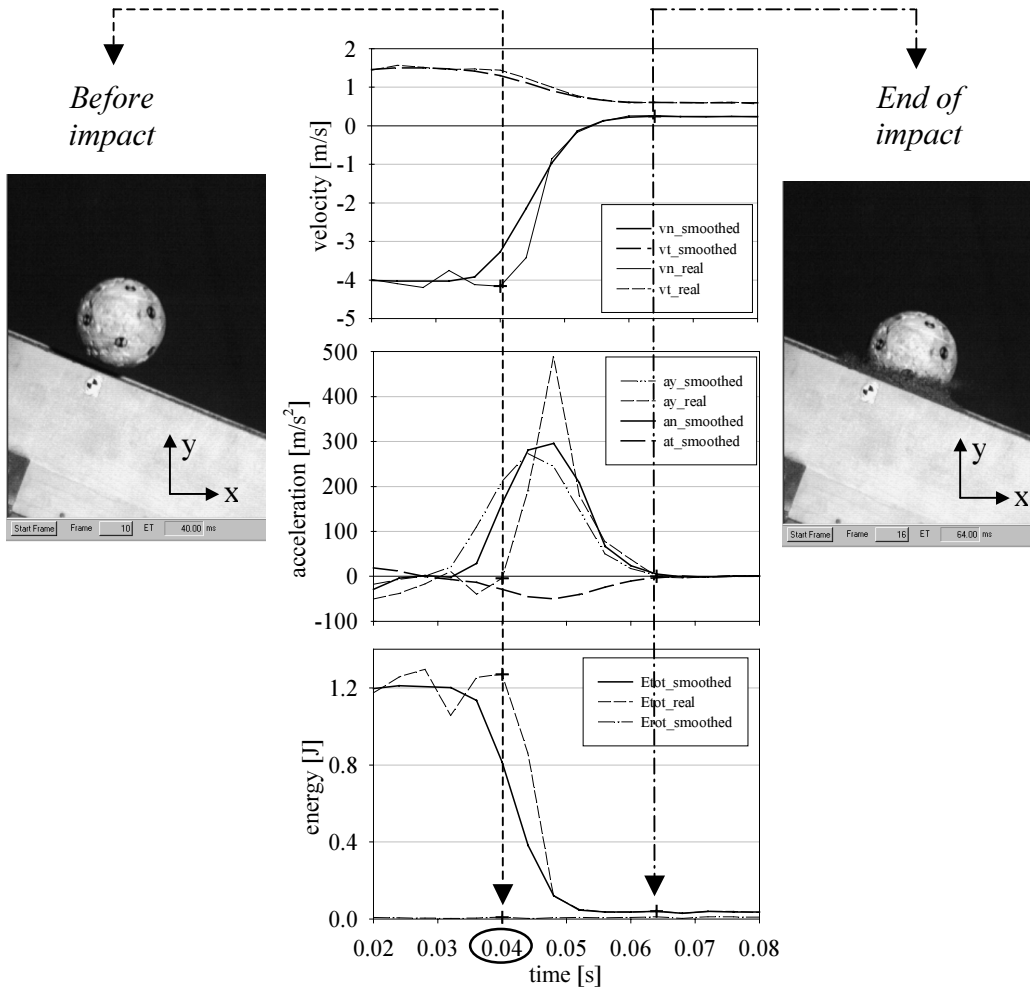 Before
impact
End of
impact
2
1
0
-1
-2
-3
-4
-5
velocity [m/s]
vn_smoothed
vt_smoothed
vn_real
vt_real
500
400
300
200
100
0
-100
acceleration [m/s²]
ay_smoothed
ay_real
an_smoothed
at_smoothed
1.2
0.8
0.4
0.0
energy [J]
Etot_smoothed
Etot_real
Erot_smoothed
0.02 0.03 0.04 0.05 0.06 0.07 0.08
time [s]
y
x
Start Frame Frame 10 ET 40.00 ms
y
x
Start Frame Frame 16 ET 64.00 ms